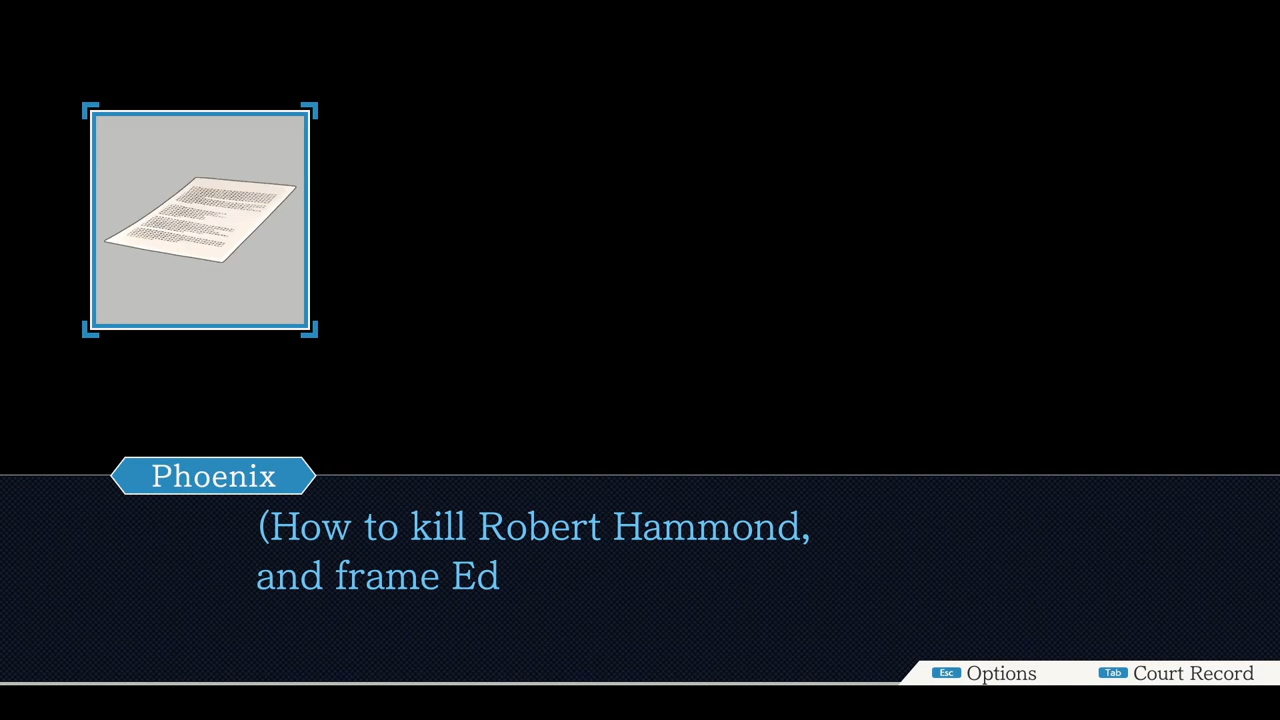 Phoenix
(How to kill Robert Hammond,
and frame Ed
Esc Options Tab Court Record